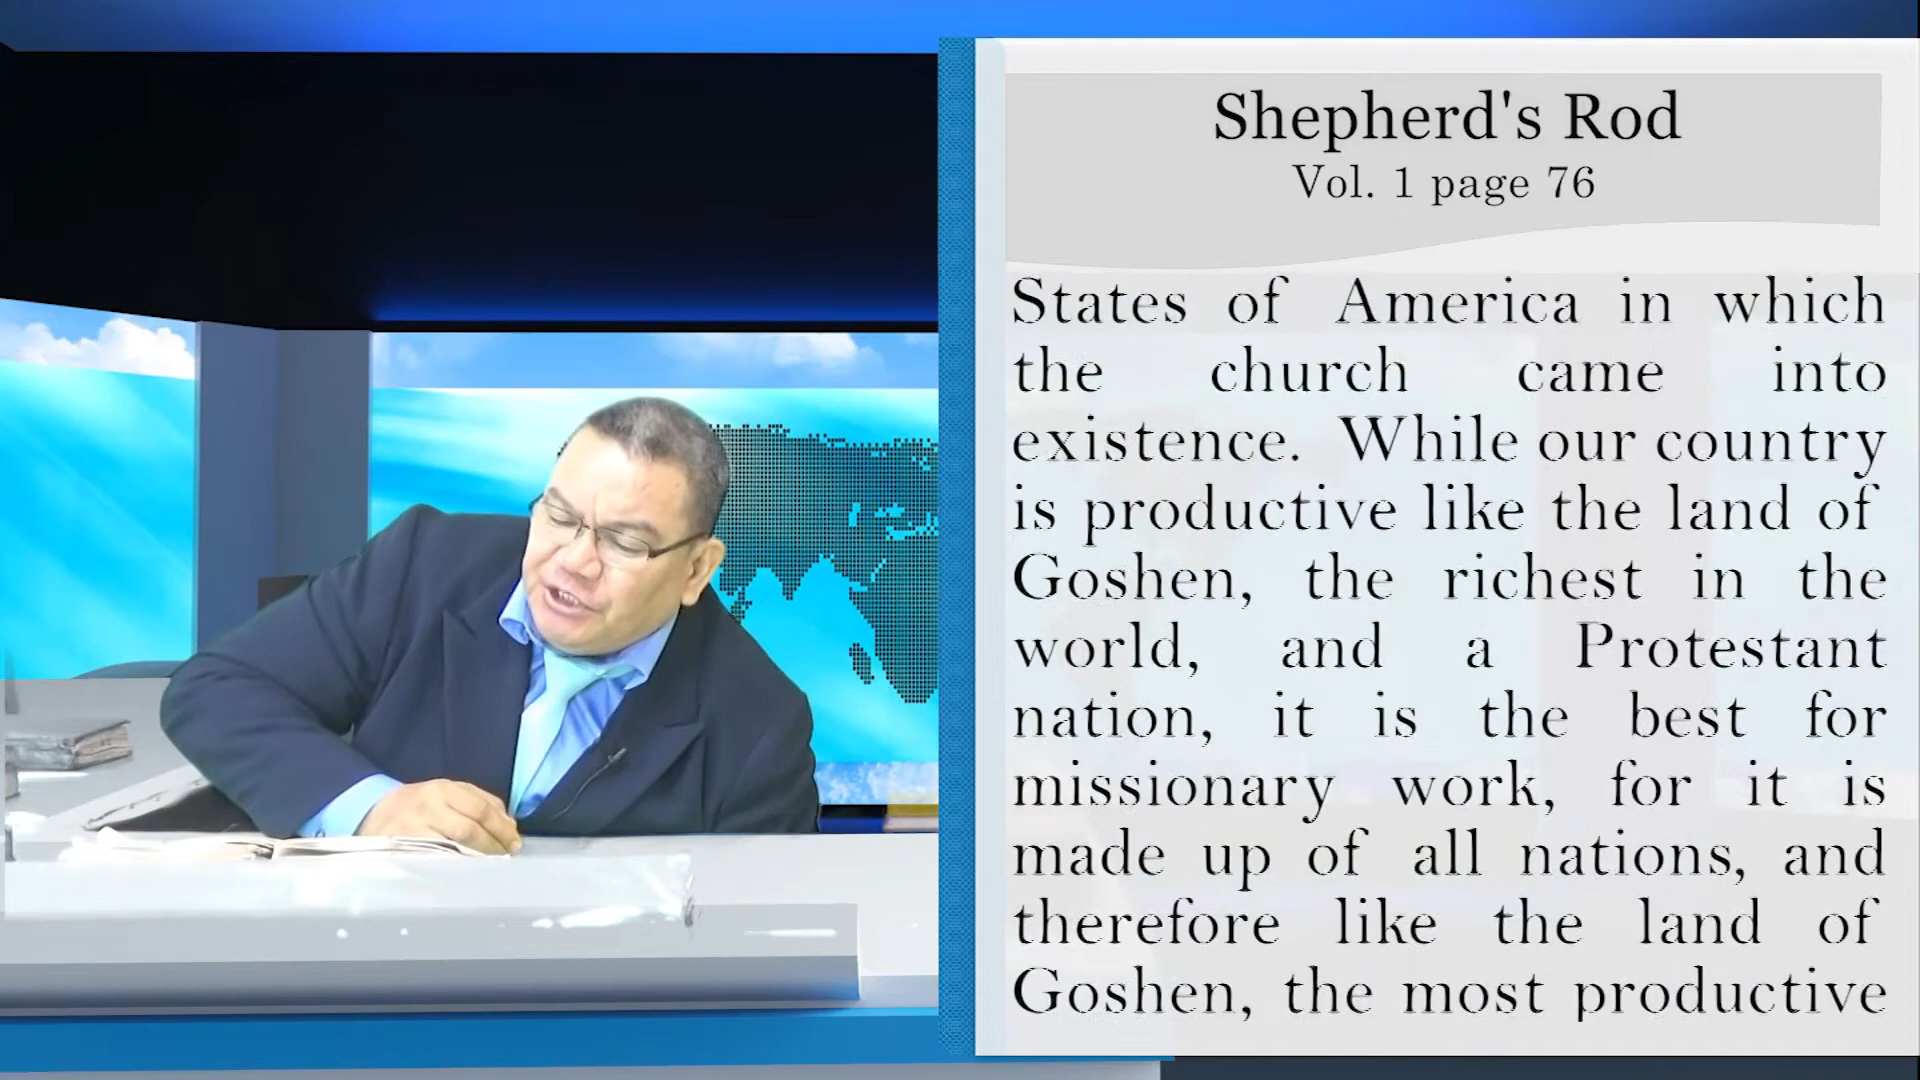 Shepherd's Rod
Vol. 1 page 76
States of America in which
the church came into
existence. While our country
is productive like the land of
Goshen, the richest in the
world, and a Protestant
nation, it is the best for
missionary work, for it is
made up of all nations, and
therefore like the land of
Goshen, the most productive